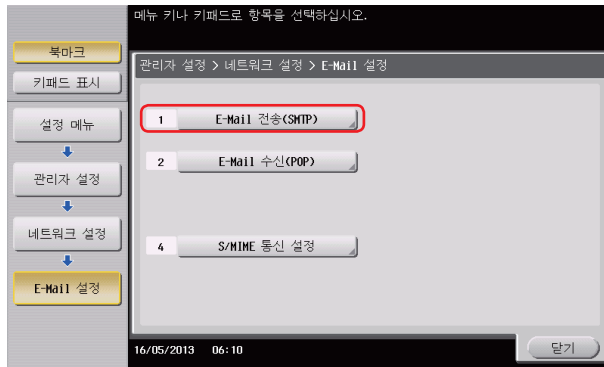 메뉴 키나 키패드로 항목을 선택하십시오.
북마크
키패드 표시
설정 메뉴
관리자 설정
네트워크 설정
E-Mail 설정
관리자 설정 > 네트워크 설정 > E-Mail 설정
1 E-Mail 전송(SMTP)
2 E-Mail 수신(POP)
4 S/MIME 통신 설정
16/05/2013 06:10
닫기